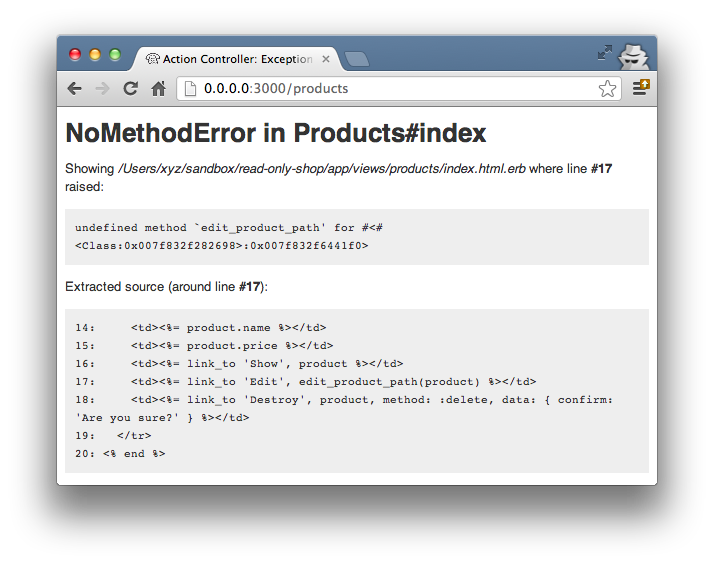 Action Controller: Exception
0.0.0.0:3000/products
NoMethodError in Products#index
Showing /Users/xyz/sandbox/read-only-shop/app/views/products/index.html.erb where line #17
raised:
undefined method `edit_product_path' for #<#
<Class:0x007f832f282698>:0x007f832f6441f0>
Extracted source (around line #17):
14:     <td><%= product.name %></td>
15:     <td><%= product.price %></td>
16:     <td><%= link_to 'Show', product %></td>
17:     <td><%= link_to 'Edit', edit_product_path(product) %></td>
18:     <td><%= link_to 'Destroy', product, method: :delete, data: { confirm:
'Are you sure?' } %></td>
19:   </tr>
20: <% end %>